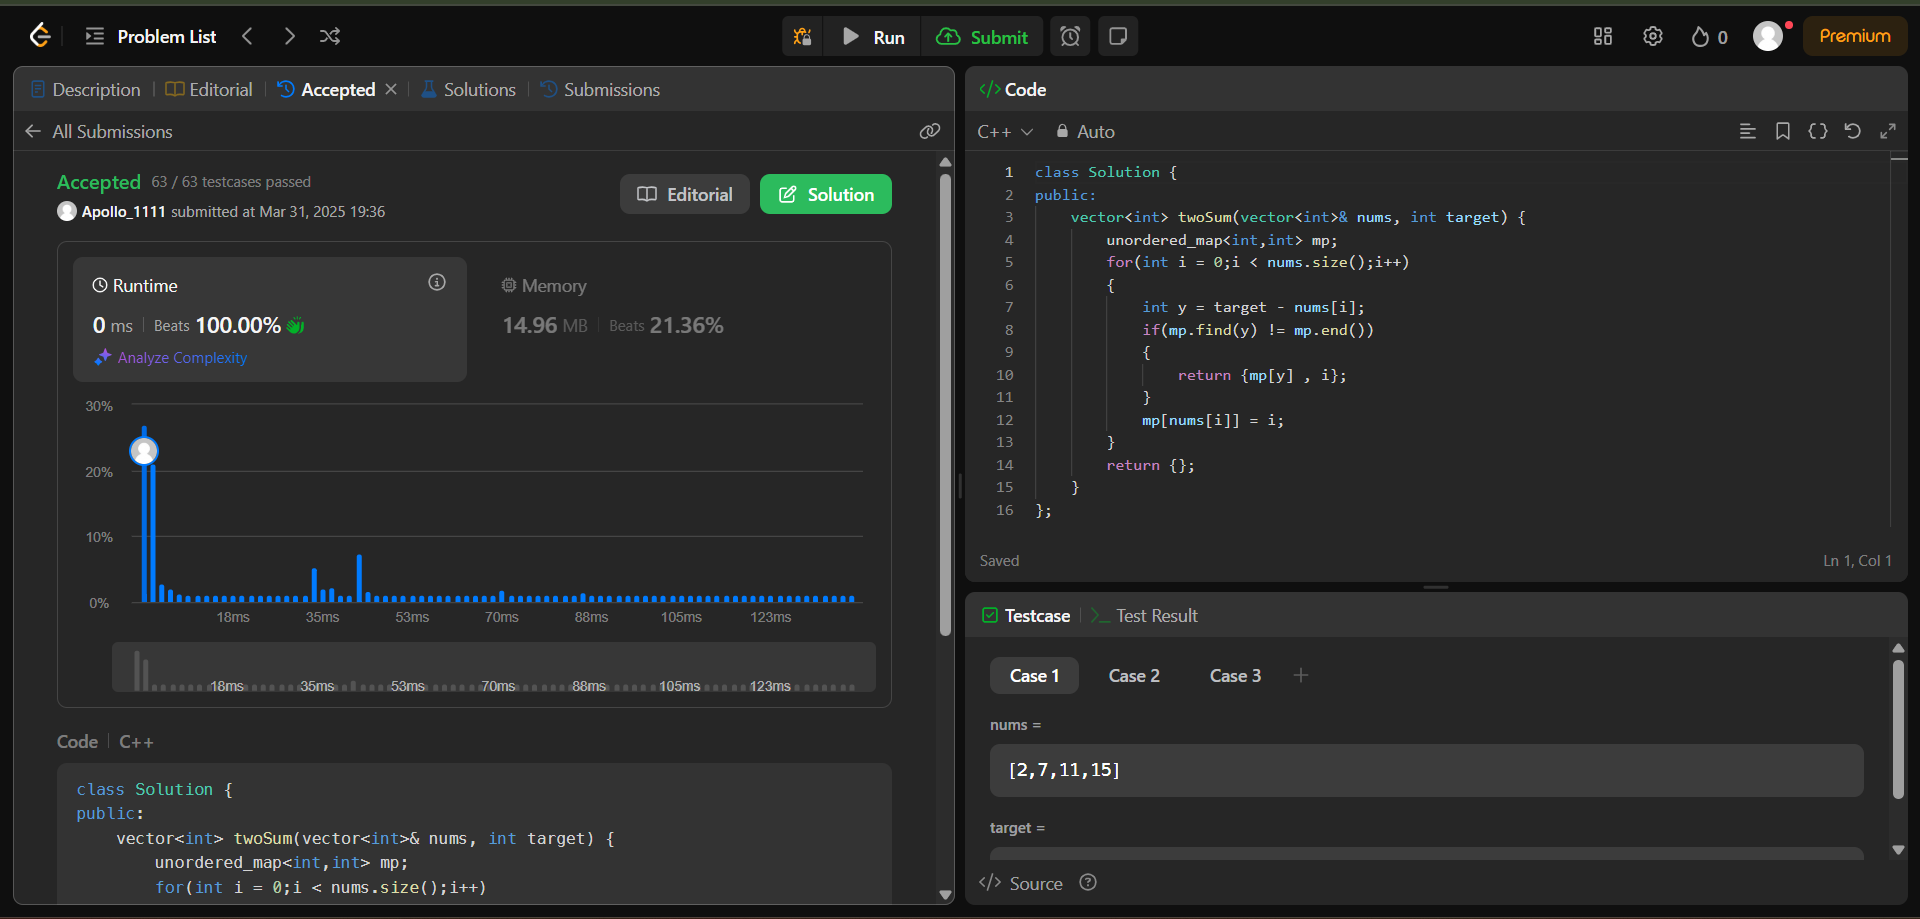 Problem List
Run
Submit
0
Premium
Description
Editorial
Accepted
Solutions
Submissions
All Submissions
Accepted 63 / 63 testcases passed
Apollo_1111 submitted at Mar 31, 2025 19:36
Editorial
Solution
Runtime
0 ms
Beats 100.00%
Analyze Complexity
Memory
14.96 MB
Beats 21.36%
30%
20%
10%
0%
18ms 35ms 53ms 70ms 88ms 105ms 123ms
18ms 35ms 53ms 70ms 88ms 105ms 123ms
Code
C++
class Solution {
public:
    vector<int> twoSum(vector<int>& nums, int target) {
        unordered_map<int,int> mp;
        for(int i = 0;i < nums.size();i++)
</> Code
C++
Auto
1 class Solution {
2 public:
3     vector<int> twoSum(vector<int>& nums, int target) {
4         unordered_map<int,int> mp;
5         for(int i = 0;i < nums.size();i++)
6         {
7             int y = target - nums[i];
8             if(mp.find(y) != mp.end())
9             {
10                 return {mp[y] , i};
11             }
12             mp[nums[i]] = i;
13         }
14         return {};
15     }
16 };
Saved
Ln 1, Col 1
Testcase
Test Result
Case 1
Case 2
Case 3
nums =
[2,7,11,15]
target =
</> Source